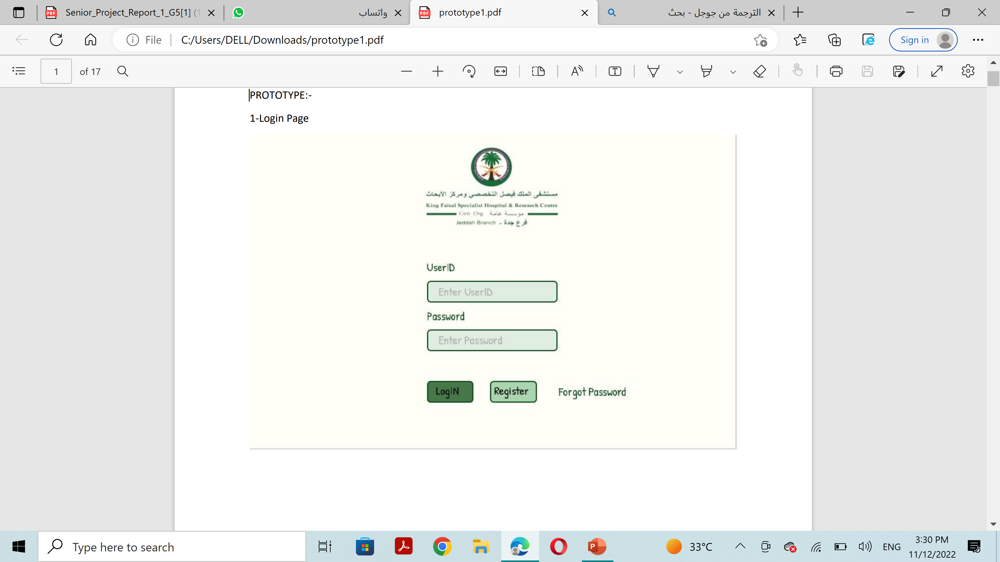 Senior_Project_Report_1_G5[1] (1
واتساب
prototype1.pdf
الترجمة من جوجل - بحث
File
C:/Users/DELL/Downloads/prototype1.pdf
Sign in
1 of 17
PROTOTYPE:-
1-Login Page
مستشفى الملك فيصل التخصصي ومركز الأبحاث
King Faisal Specialist Hospital & Research Centre
Gen Org مؤسسة عامة
Jeddah Branch - فرع جدة
UserID
Enter UserID
Password
Enter Password
LogIN
Register
Forgot Password
Type here to search
33°C
ENG
3:30 PM
11/12/2022